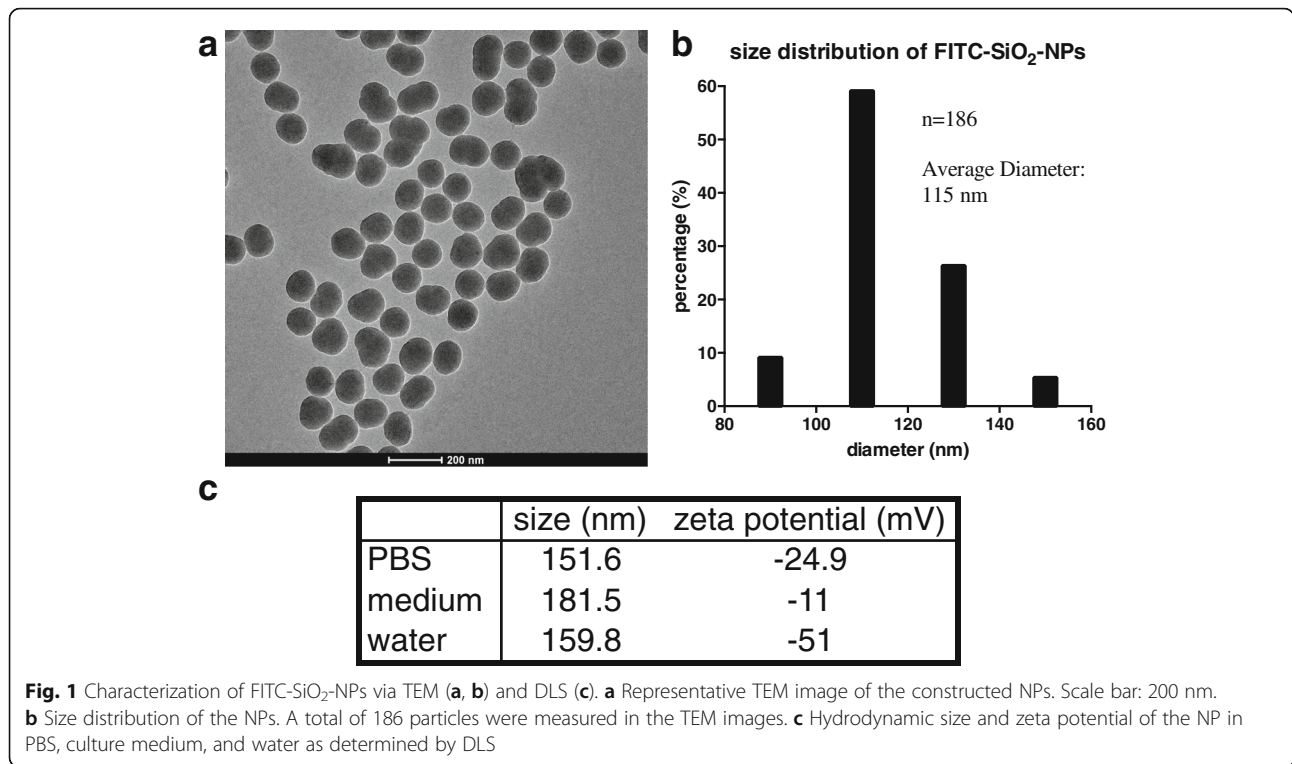 a
200 nm
b
size distribution of FITC-SiO₂-NPs
percentage (%)
60
50
40
30
20
10
0
n=186
Average Diameter:
115 nm
80 100 120 140 160
diameter (nm)
c
size (nm) zeta potential (mV)
PBS 151.6 -24.9
medium 181.5 -11
water 159.8 -51
Fig. 1 Characterization of FITC-SiO₂-NPs via TEM (a, b) and DLS (c). a Representative TEM image of the constructed NPs. Scale bar: 200 nm.
b Size distribution of the NPs. A total of 186 particles were measured in the TEM images. c Hydrodynamic size and zeta potential of the NP in
PBS, culture medium, and water as determined by DLS